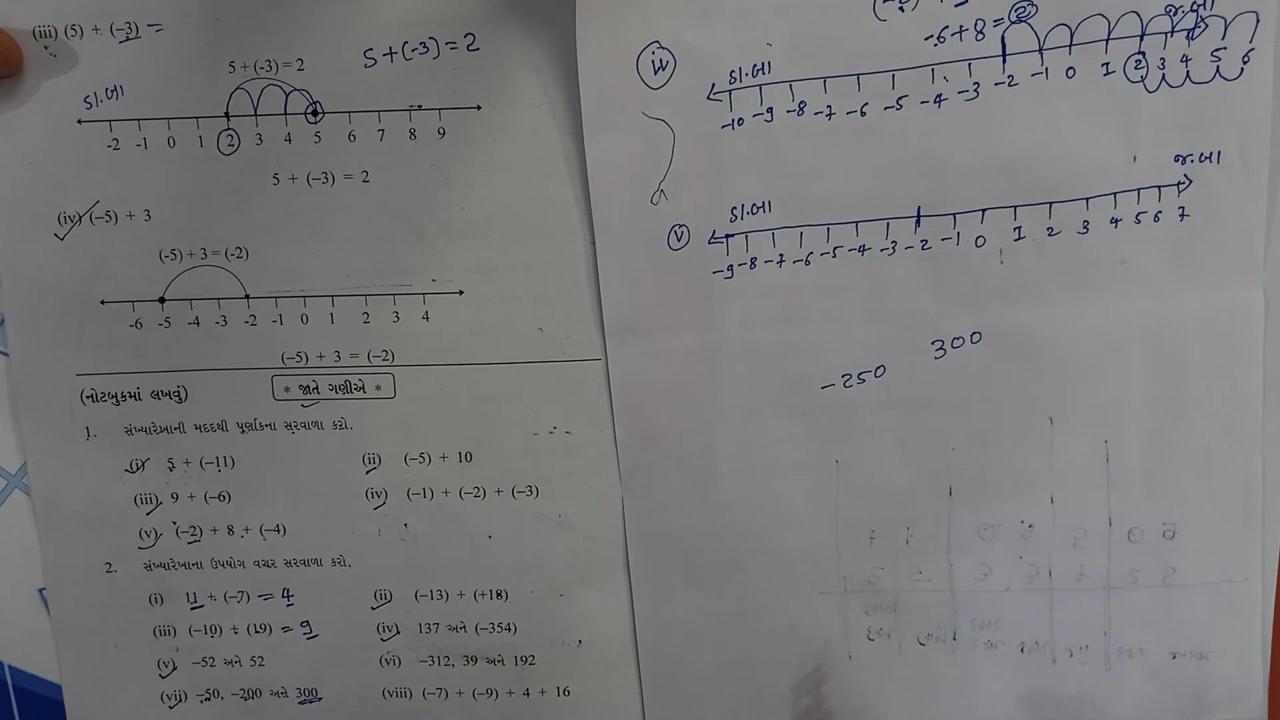 (iii) (5) + (–3) =
5+(-3)=2
5 + (-3) = 2
ડા.બા
-2 -1 0 1 2 3 4 5 6 7 8 9
5 + (–3) = 2
(iv) (–5) + 3
(-5) + 3 = (-2)
-6 -5 -4 -3 -2 -1 0 1 2 3 4
(–5) + 3 = (–2)
(નોટબુકમાં લખવું)
* જાતે ગણીએ *
1. સંખ્યારેખાની મદદથી પૂર્ણાંકના સરવાળા કરો.
(i) 5 + (–11)
(ii) (–5) + 10
(iii) 9 + (–6)
(iv) (–1) + (–2) + (–3)
(v) (–2) + 8 + (–4)
2. સંખ્યારેખાના ઉપયોગ વગર સરવાળા કરો.
(i) 11 + (–7) = 4
(ii) (–13) + (+18)
(iii) (–10) + (19) = 9
(iv) 137 અને (–354)
(v) –52 અને 52
(vi) –312, 39 અને 192
(vii) –50, –200 અને 300
(viii) (–7) + (–9) + 4 + 16
-6+8=2
જ.બા
iv
ડા.બા
-10 -9 -8 -7 -6 -5 -4 -3 -2 -1 0 1 2 3 4 5 6
જ.બા
v
ડા.બા
-9 -8 -7 -6 -5 -4 -3 -2 -1 0 1 2 3 4 5 6 7
-250 300